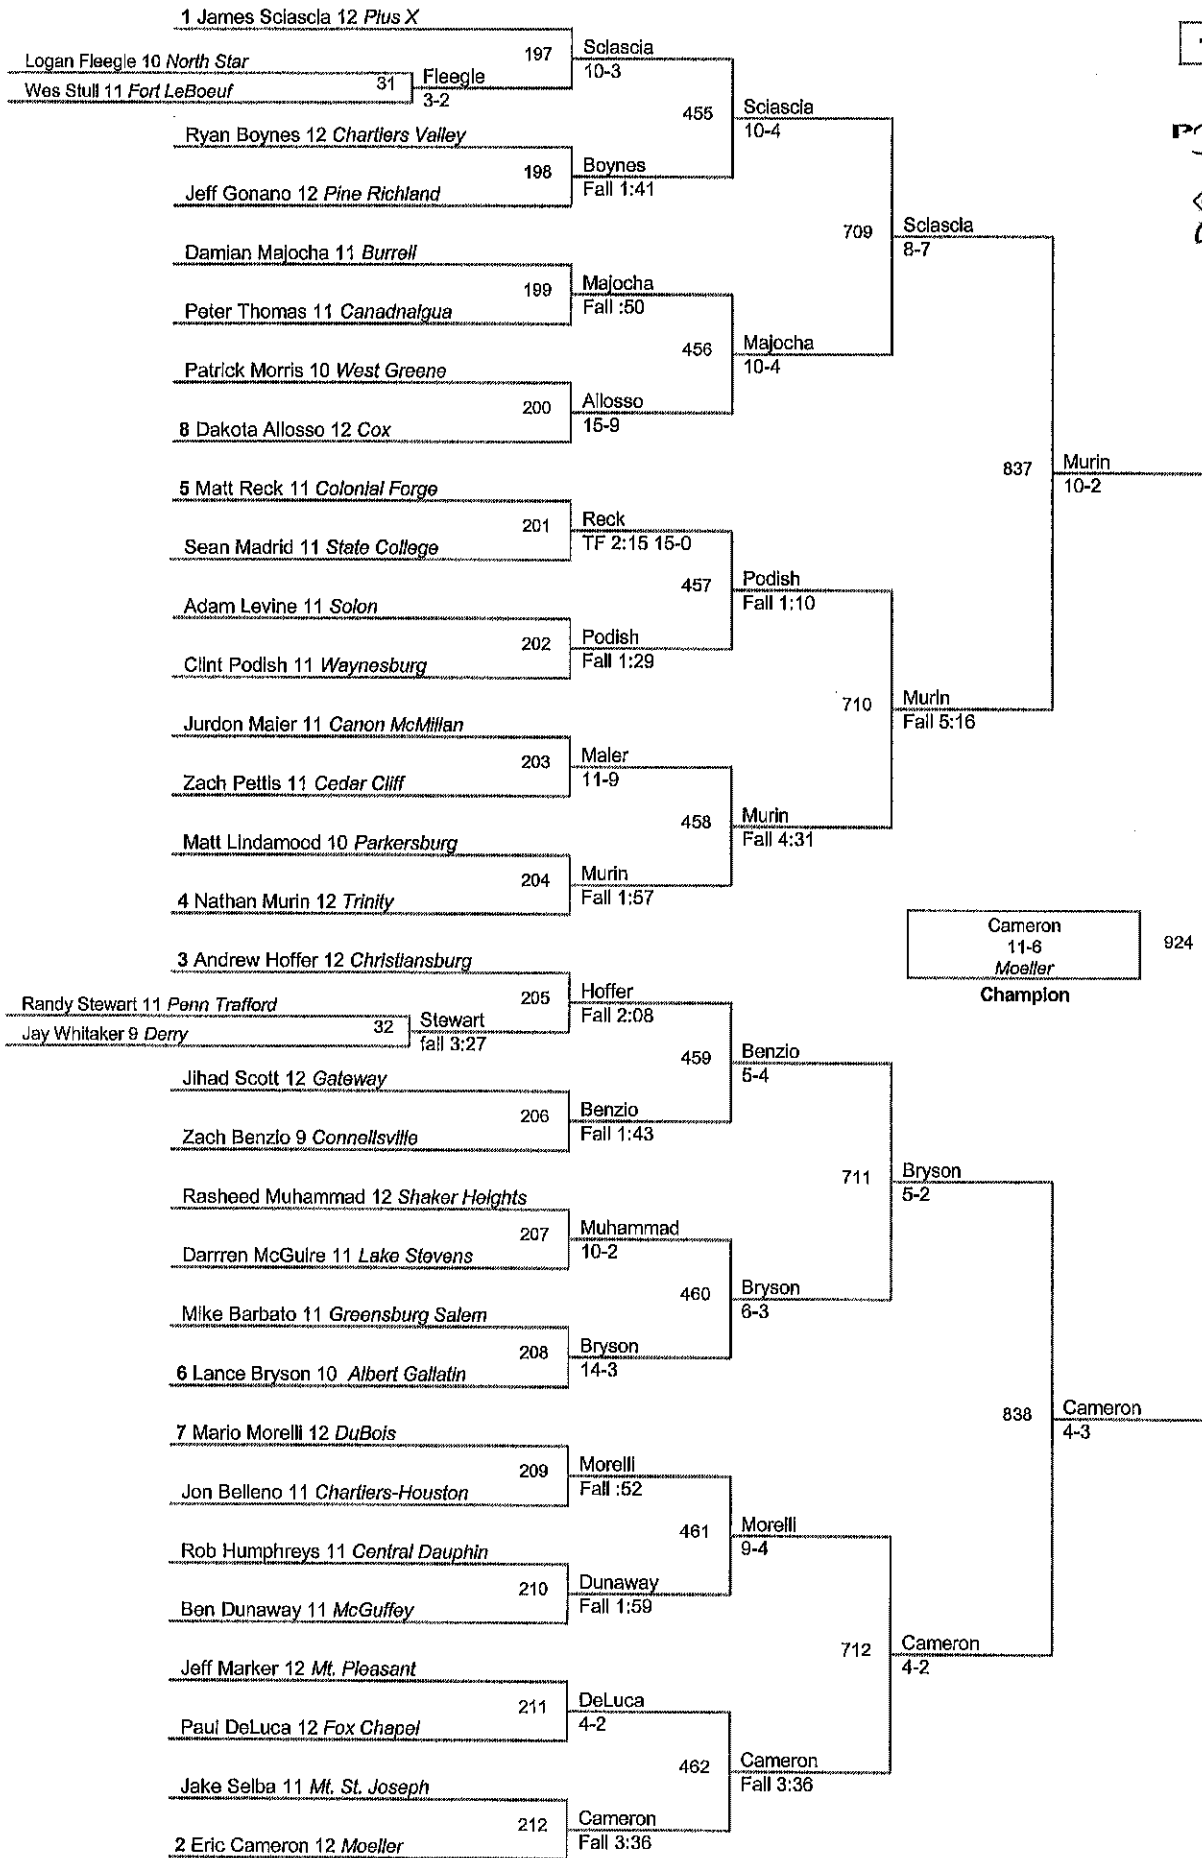 1 James Sclascla 12 Plus X
197
Sclascla
10-3
Logan Fleegle 10 North Star
Wes Stull 11 Fort LeBoeuf
31
Fleegle
3-2
455
Sclascla
10-4
Ryan Boynes 12 Chartlers Valley
198
Boynes
Fall 1:41
Jeff Gonano 12 Pine Richland
709
Sclascla
8-7
Damian Majocha 11 Burrell
199
Majocha
Fall :50
Peter Thomas 11 Canadnalgua
456
Majocha
10-4
Patrick Morris 10 West Greene
200
Allosso
15-9
8 Dakota Allosso 12 Cox
837
Murin
10-2
5 Matt Reck 11 Colonial Forge
201
Reck
TF 2:15 15-0
Sean Madrid 11 State College
457
Podish
Fall 1:10
Adam Levine 11 Solon
202
Podish
Fall 1:29
Clint Podish 11 Waynesburg
710
Murin
Fall 5:16
Jurdon Maier 11 Canon McMillan
203
Maler
11-9
Zach Pettis 11 Cedar Cliff
458
Murin
Fall 4:31
Matt Lindamood 10 Parkersburg
204
Murin
Fall 1:57
4 Nathan Murin 12 Trinity
Cameron
11-6
Moeller
924
Champion
3 Andrew Hoffer 12 Christiansburg
205
Hoffer
Fall 2:08
Randy Stewart 11 Penn Trafford
Jay Whitaker 9 Derry
32
Stewart
fall 3:27
459
Benzio
5-4
Jihad Scott 12 Gateway
206
Benzio
Fall 1:43
Zach Benzio 9 Connellsville
711
Bryson
5-2
Rasheed Muhammad 12 Shaker Heights
207
Muhammad
10-2
Darrren McGuire 11 Lake Stevens
460
Bryson
6-3
Mike Barbato 11 Greensburg Salem
208
Bryson
14-3
6 Lance Bryson 10 Albert Gallatin
838
Cameron
4-3
7 Mario Morelli 12 DuBois
209
Morelli
Fall :52
Jon Belleno 11 Chartiers-Houston
461
Morelli
9-4
Rob Humphreys 11 Central Dauphin
210
Dunaway
Fall 1:59
Ben Dunaway 11 McGuffey
712
Cameron
4-2
Jeff Marker 12 Mt. Pleasant
211
DeLuca
4-2
Paul DeLuca 12 Fox Chapel
462
Cameron
Fall 3:36
Jake Selba 11 Mt. St. Joseph
212
Cameron
Fall 3:36
2 Eric Cameron 12 Moeller